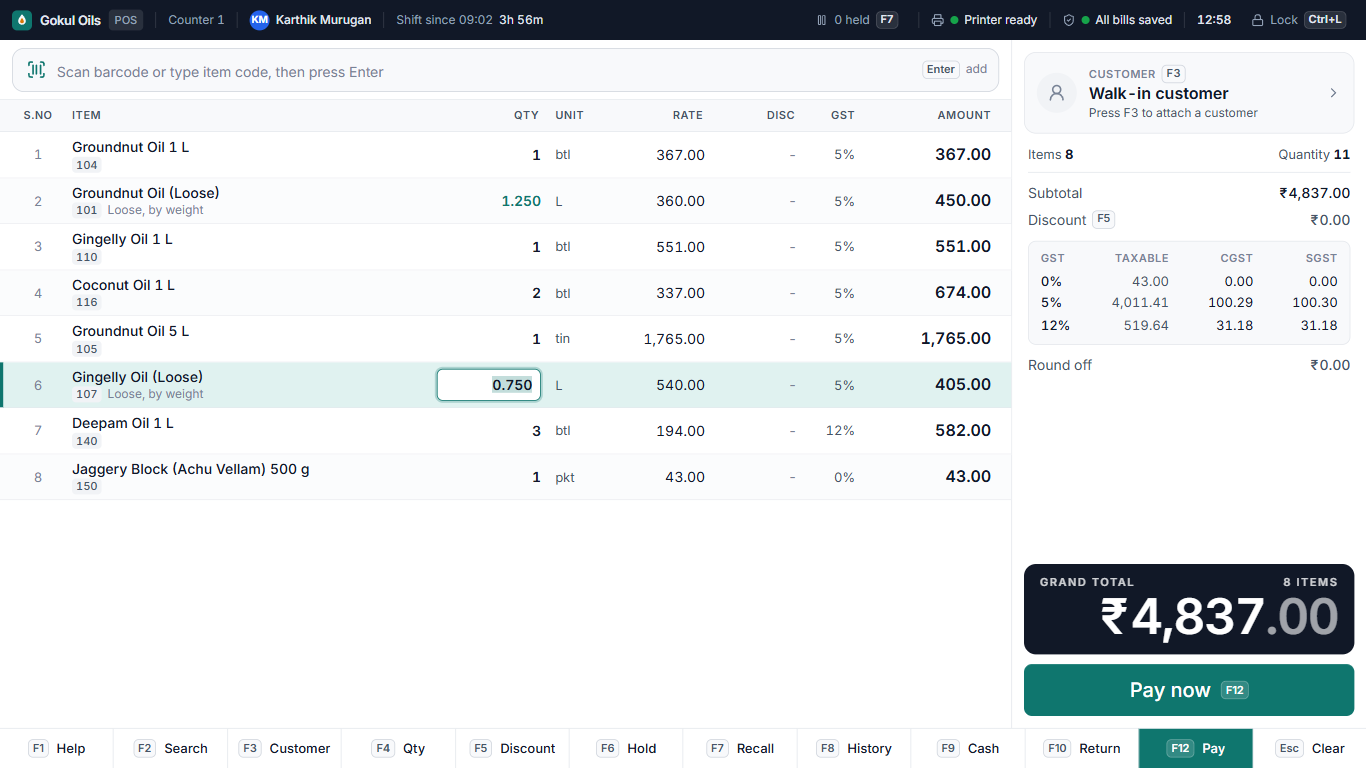 Gokul Oils POS Counter 1 KM Karthik Murugan Shift since 09:02 3h 56m 0 held F7 Printer ready All bills saved 12:58 Lock Ctrl+L
Scan barcode or type item code, then press Enter Enter add
S.NO ITEM QTY UNIT RATE DISC GST AMOUNT
1 Groundnut Oil 1 L 1 btl 367.00 - 5% 367.00
104
2 Groundnut Oil (Loose) 1.250 L 360.00 - 5% 450.00
101 Loose, by weight
3 Gingelly Oil 1 L 1 btl 551.00 - 5% 551.00
110
4 Coconut Oil 1 L 2 btl 337.00 - 5% 674.00
116
5 Groundnut Oil 5 L 1 tin 1,765.00 - 5% 1,765.00
105
6 Gingelly Oil (Loose) 0.750 L 540.00 - 5% 405.00
107 Loose, by weight
7 Deepam Oil 1 L 3 btl 194.00 - 12% 582.00
140
8 Jaggery Block (Achu Vellam) 500 g 1 pkt 43.00 - 0% 43.00
150
CUSTOMER F3
Walk-in customer
Press F3 to attach a customer
Items 8 Quantity 11
Subtotal ₹4,837.00
Discount F5 ₹0.00
GST TAXABLE CGST SGST
0% 43.00 0.00 0.00
5% 4,011.41 100.29 100.30
12% 519.64 31.18 31.18
Round off ₹0.00
GRAND TOTAL 8 ITEMS
₹4,837.00
Pay now F12
F1 Help F2 Search F3 Customer F4 Qty F5 Discount F6 Hold F7 Recall F8 History F9 Cash F10 Return F12 Pay Esc Clear